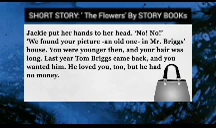 SHORT STORY: ' The Flowers' By STORY BOOKs
Jackie put her hands to her head. 'No! No!'
'We found your picture -an old one- in Mr. Briggs'
house. You were younger then, and your hair was
long. Last year Tom Briggs came back, and you
wanted him. He loved you, too, but he had
no money.